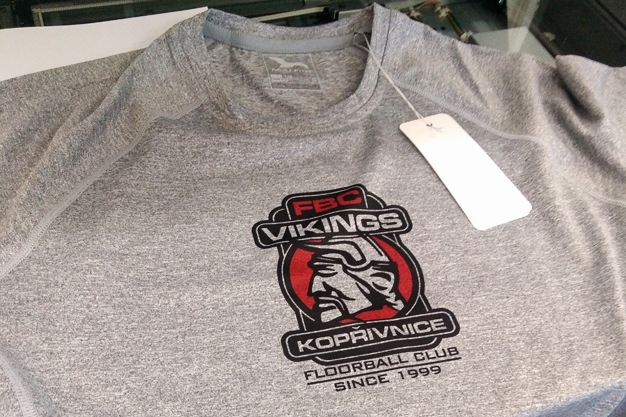 FBC
VIKINGS
KOPŘIVNICE
FLOORBALL CLUB
SINCE 1999